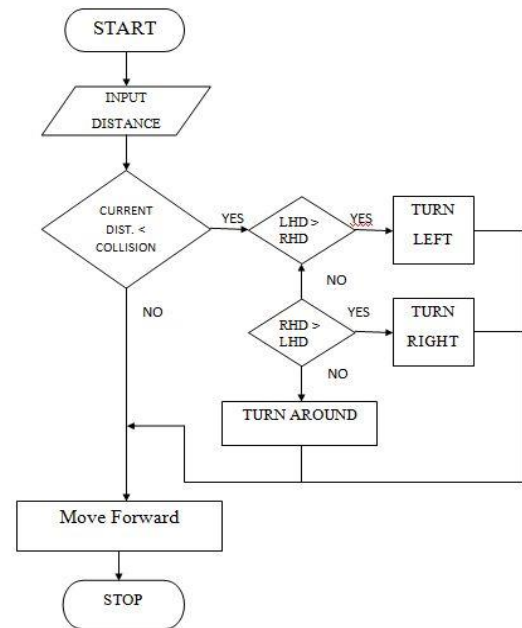 START
INPUT
DISTANCE
CURRENT
DIST. <
COLLISION
YES
LHD >
RHD
YES
TURN
LEFT
NO
NO
RHD >
LHD
YES
TURN
RIGHT
NO
TURN AROUND
Move Forward
STOP